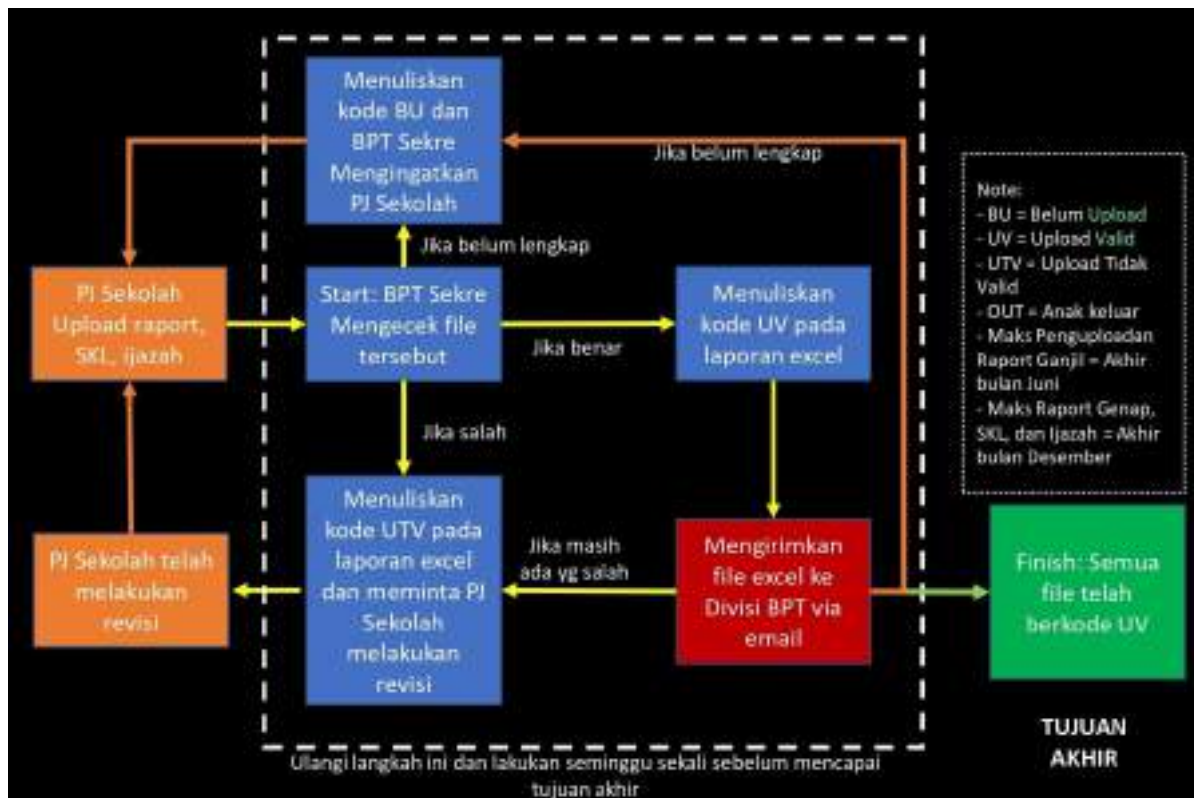 Menuliskan
kode BU dan
BPT Sekre
Mengingatkan
PJ Sekolah
Jika belum lengkap
Jika belum lengkap
PJ Sekolah
Upload raport,
SKL, ijazah
Start: BPT Sekre
Mengecek file
tersebut
Jika benar
Menuliskan
kode UV pada
laporan excel
Jika salah
Menuliskan
kode UTV pada
laporan excel
dan meminta PJ
Sekolah
melakukan
revisi
PJ Sekolah telah
melakukan
revisi
Jika masih
ada yg salah
Mengirimkan
file excel ke
Divisi BPT via
email
Note:
- BU = Belum Upload
- UV = Upload Valid
- UTV = Upload Tidak
Valid
- OUT = Anak keluar
- Maks Penguploadan
Raport Ganjil = Akhir
bulan Juni
- Maks Raport Genap,
SKL, dan Ijazah = Akhir
bulan Desember
Finish: Semua
file telah
berkode UV
TUJUAN
AKHIR
Ulangi langkah ini dan lakukan seminggu sekali sebelum mencapai
tujuan akhir